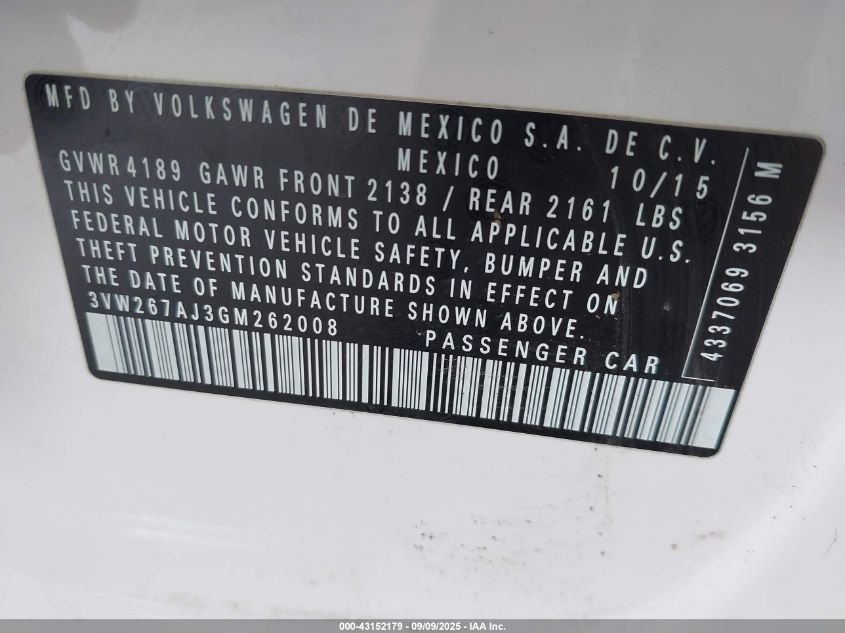 MFD BY VOLKSWAGEN DE MEXICO S.A. DE C.V.
MEXICO 10/15
GVWR 4189 GAWR FRONT 2138 / REAR 2161 LBS
THIS VEHICLE CONFORMS TO ALL APPLICABLE U.S.
FEDERAL MOTOR VEHICLE SAFETY, BUMPER AND
THEFT PREVENTION STANDARDS IN EFFECT ON
THE DATE OF MANUFACTURE SHOWN ABOVE.
3VW267AJ3GM262008 PASSENGER CAR
4337069 3156 M
000-43152179 - 09/09/2025 - IAA Inc.